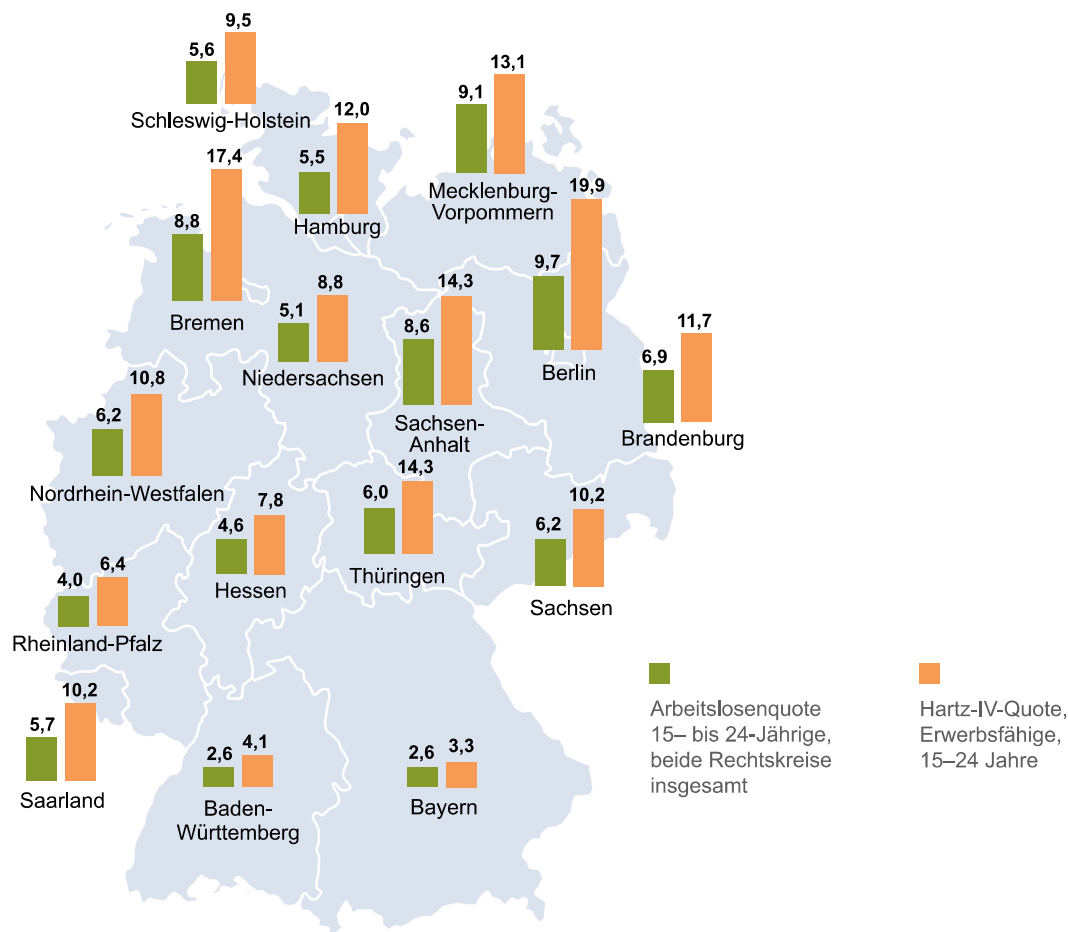 9,5
5,6
Schleswig-Holstein
13,1
9,1
Mecklenburg-
Vorpommern
12,0
5,5
Hamburg
17,4
8,8
Bremen
19,9
9,7
Berlin
8,8
5,1
Niedersachsen
14,3
8,6
Sachsen-
Anhalt
11,7
6,9
Brandenburg
10,8
6,2
Nordrhein-Westfalen
7,8
4,6
Hessen
14,3
6,0
Thüringen
10,2
6,2
Sachsen
6,4
4,0
Rheinland-Pfalz
10,2
5,7
Saarland
4,1
2,6
Baden-
Württemberg
3,3
2,6
Bayern
Arbeitslosenquote
15– bis 24-Jährige,
beide Rechtskreise
insgesamt
Hartz-IV-Quote,
Erwerbsfähige,
15–24 Jahre